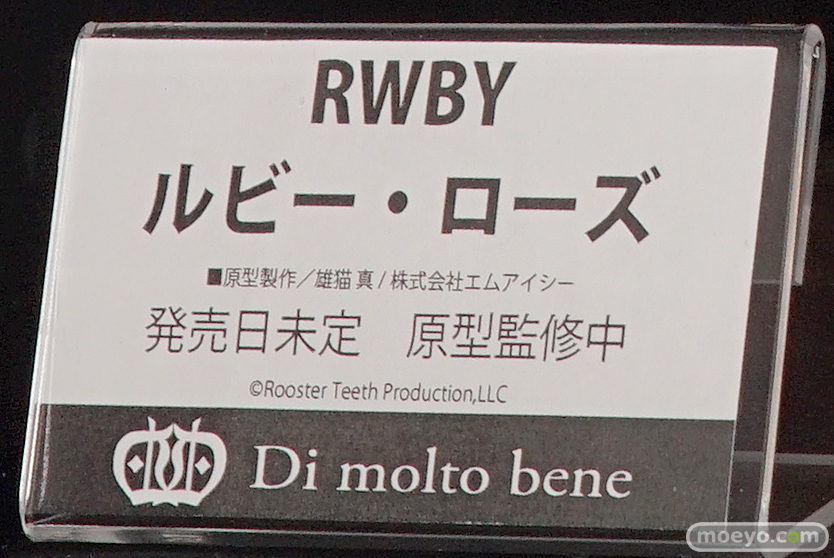 RWBY
ルビー・ローズ
■原型製作／雄猫 真 / 株式会社エムアイシー
発売日未定　原型監修中
©Rooster Teeth Production,LLC
Di molto bene
moeyo.com